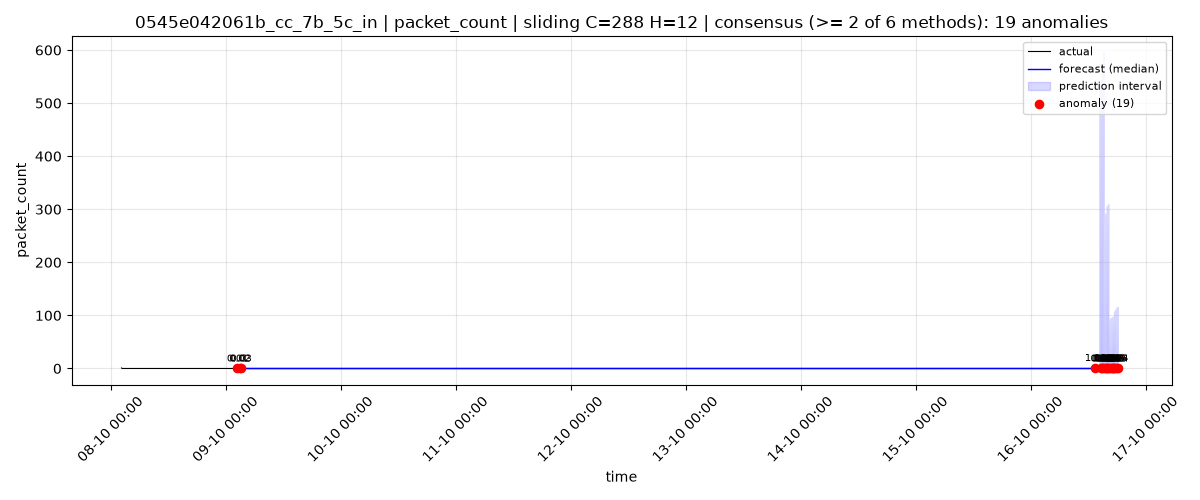 0545e042061b_cc_7b_5c_in | packet_count | sliding C=288 H=12 | consensus (>= 2 of 6 methods): 19 anomalies
actual
forecast (median)
prediction interval
anomaly (19)
packet_count
600
500
400
300
200
100
0
08-10 00:00
09-10 00:00
10-10 00:00
11-10 00:00
12-10 00:00
13-10 00:00
14-10 00:00
15-10 00:00
16-10 00:00
17-10 00:00
time